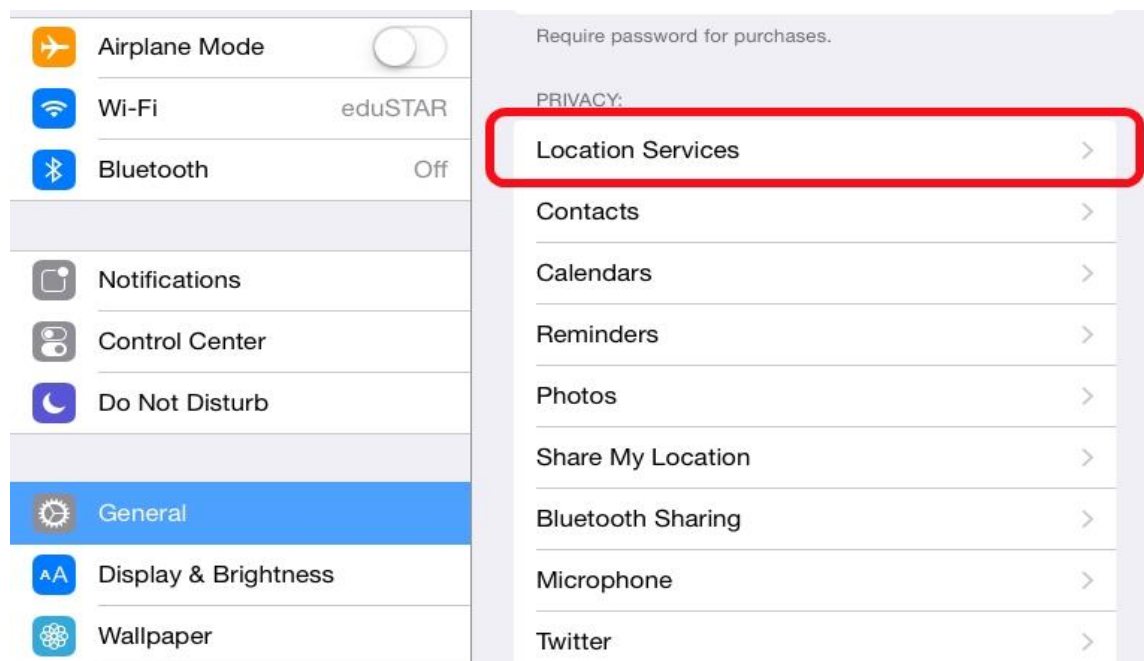 Airplane Mode
Wi-Fi eduSTAR
Bluetooth Off
Notifications
Control Center
Do Not Disturb
General
AA Display & Brightness
Wallpaper
Require password for purchases.
PRIVACY:
Location Services
Contacts
Calendars
Reminders
Photos
Share My Location
Bluetooth Sharing
Microphone
Twitter